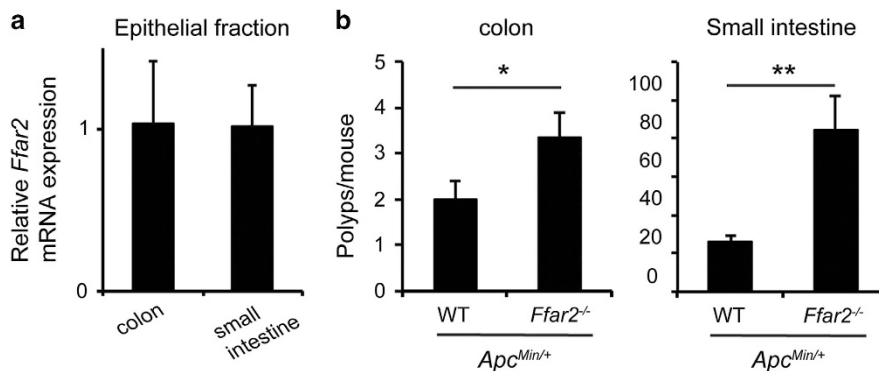 a
Epithelial fraction
Relative Ffar2
mRNA expression
1
0
colon
small
intestine
b
colon
Polyps/mouse
5
4
3
2
1
0
*
WT
Ffar2-/-
ApcMin/+
Small intestine
100
80
60
40
20
0
**
WT
Ffar2-/-
ApcMin/+